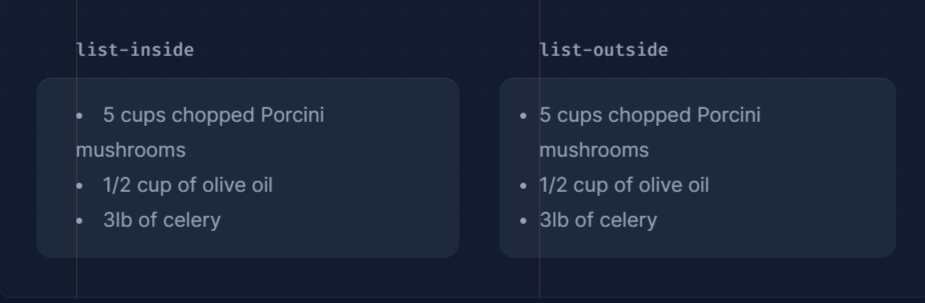 list-inside
• 5 cups chopped Porcini
mushrooms
• 1/2 cup of olive oil
• 3lb of celery
list-outside
• 5 cups chopped Porcini
mushrooms
• 1/2 cup of olive oil
• 3lb of celery